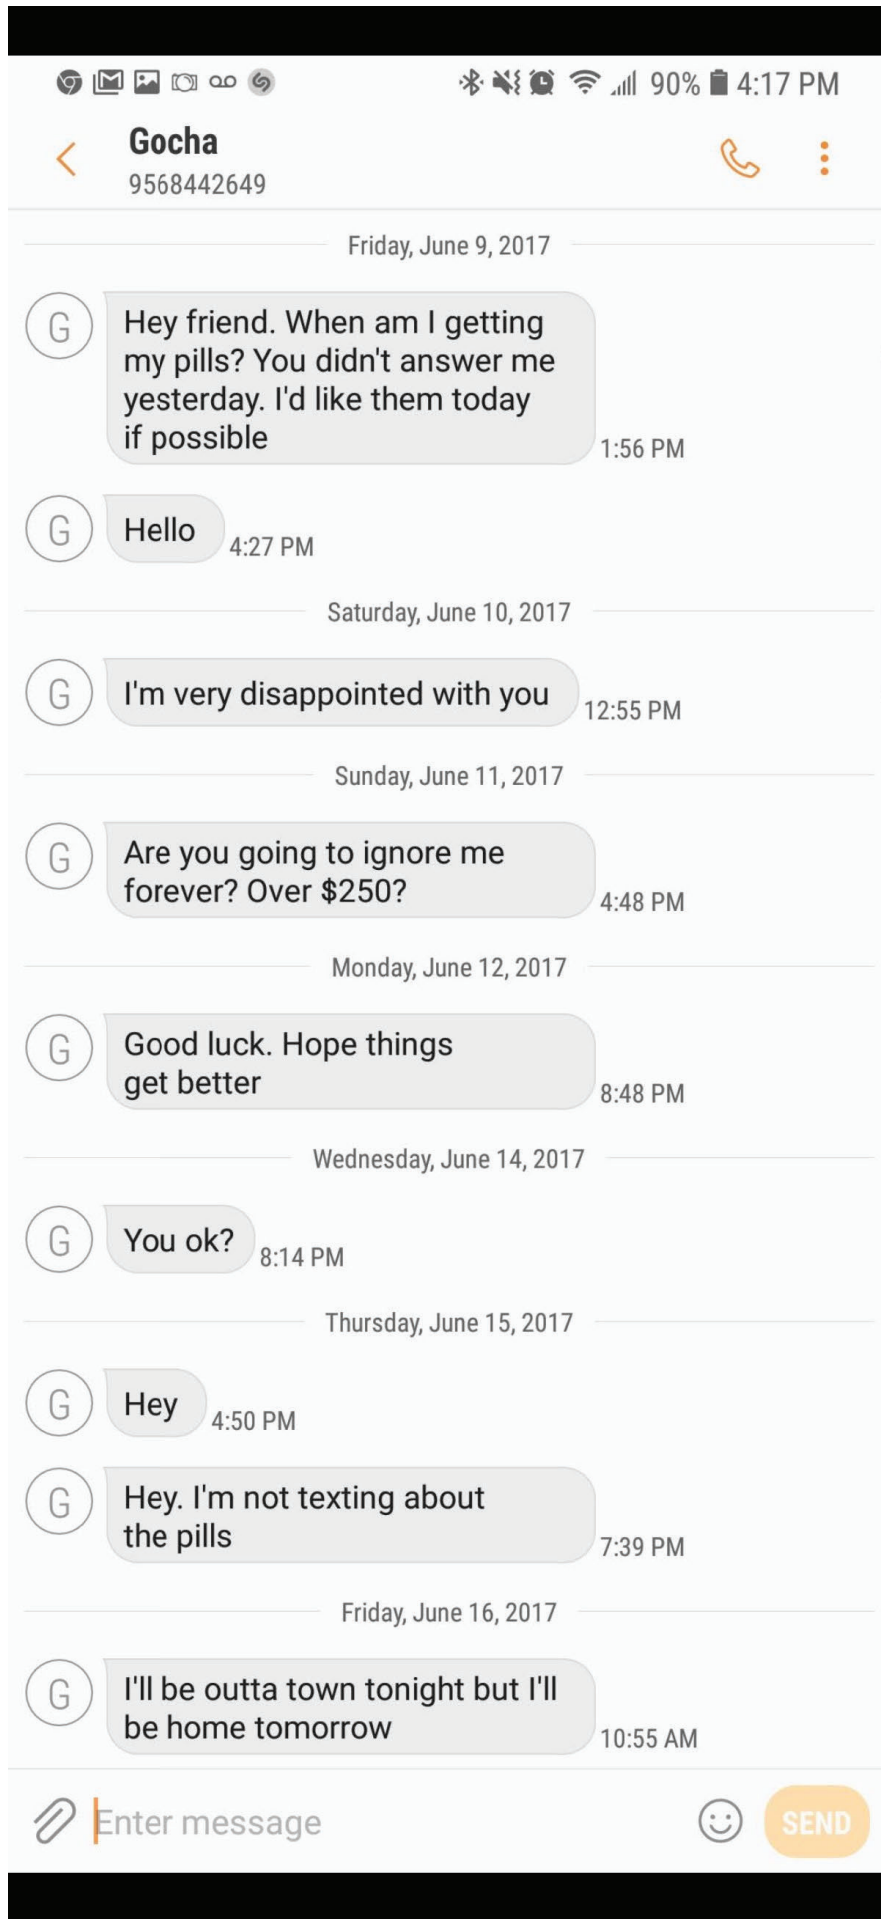 90% 4:17 PM
Gocha
9568442649
Friday, June 9, 2017
G
Hey friend. When am I getting
my pills? You didn't answer me
yesterday. I'd like them today
if possible
1:56 PM
G
Hello
4:27 PM
Saturday, June 10, 2017
G
I'm very disappointed with you
12:55 PM
Sunday, June 11, 2017
G
Are you going to ignore me
forever? Over $250?
4:48 PM
Monday, June 12, 2017
G
Good luck. Hope things
get better
8:48 PM
Wednesday, June 14, 2017
G
You ok?
8:14 PM
Thursday, June 15, 2017
G
Hey
4:50 PM
G
Hey. I'm not texting about
the pills
7:39 PM
Friday, June 16, 2017
G
I'll be outta town tonight but I'll
be home tomorrow
10:55 AM
Enter message
SEND